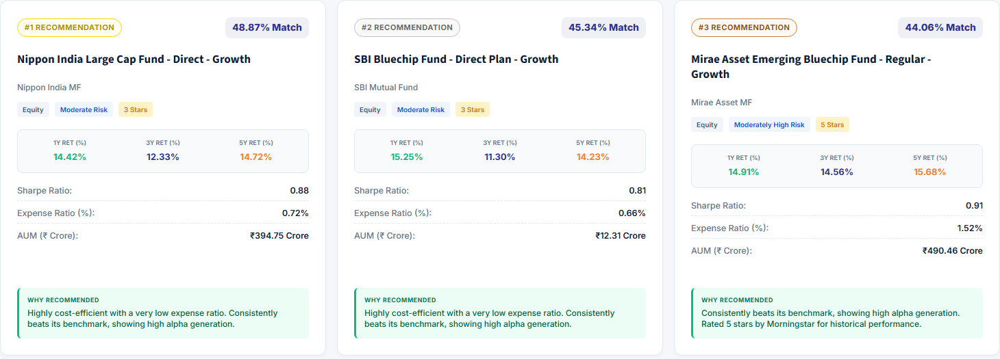 #1 RECOMMENDATION
48.87% Match
Nippon India Large Cap Fund - Direct - Growth
Nippon India MF
Equity
Moderate Risk
3 Stars
1Y RET (%)
3Y RET (%)
5Y RET (%)
14.42%
12.33%
14.72%
Sharpe Ratio:
0.88
Expense Ratio (%):
0.72%
AUM (₹ Crore):
₹394.75 Crore
WHY RECOMMENDED
Highly cost-efficient with a very low expense ratio. Consistently
beats its benchmark, showing high alpha generation.
#2 RECOMMENDATION
45.34% Match
SBI Bluechip Fund - Direct Plan - Growth
SBI Mutual Fund
Equity
Moderate Risk
3 Stars
1Y RET (%)
3Y RET (%)
5Y RET (%)
15.25%
11.30%
14.23%
Sharpe Ratio:
0.81
Expense Ratio (%):
0.66%
AUM (₹ Crore):
₹12.31 Crore
WHY RECOMMENDED
Highly cost-efficient with a very low expense ratio. Consistently
beats its benchmark, showing high alpha generation.
#3 RECOMMENDATION
44.06% Match
Mirae Asset Emerging Bluechip Fund - Regular -
Growth
Mirae Asset MF
Equity
Moderately High Risk
5 Stars
1Y RET (%)
3Y RET (%)
5Y RET (%)
14.91%
14.56%
15.68%
Sharpe Ratio:
0.91
Expense Ratio (%):
1.52%
AUM (₹ Crore):
₹490.46 Crore
WHY RECOMMENDED
Consistently beats its benchmark, showing high alpha generation.
Rated 5 stars by Morningstar for historical performance.